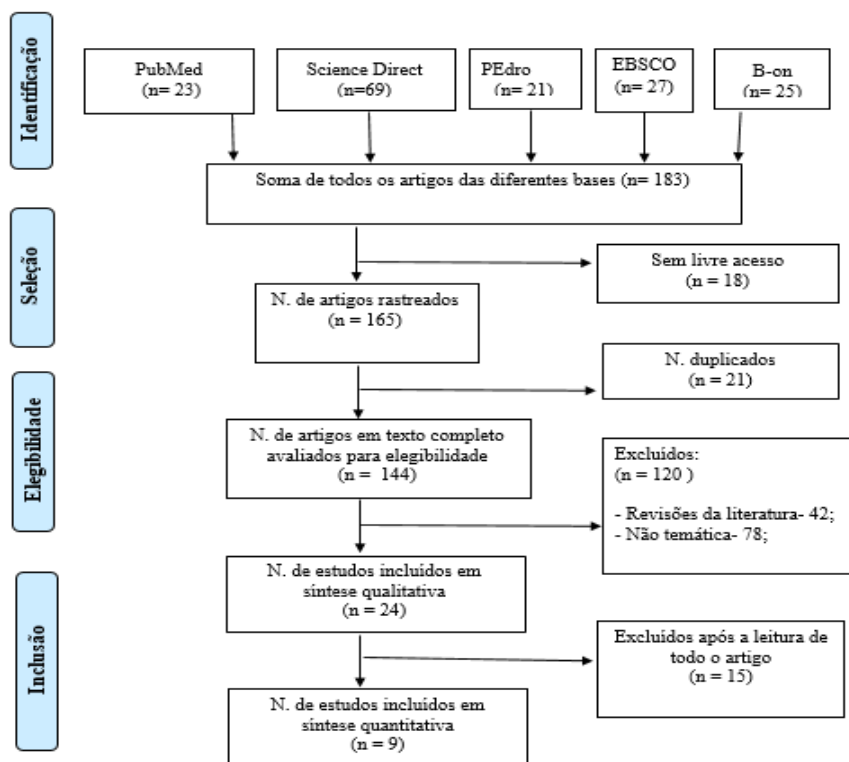 Identificação
PubMed
(n= 23)
Science Direct
(n=69)
PEdro
(n= 21)
EBSCO
(n= 27)
B-on
(n= 25)
Soma de todos os artigos das diferentes bases (n= 183)
Seleção
Sem livre acesso
(n = 18)
N. de artigos rastreados
(n = 165)
N. duplicados
(n = 21)
Elegibilidade
N. de artigos em texto completo
avaliados para elegibilidade
(n = 144)
Excluídos:
(n = 120 )
- Revisões da literatura- 42;
- Não temática- 78;
Inclusão
N. de estudos incluídos em
síntese qualitativa
(n = 24)
Excluídos após a leitura de
todo o artigo
(n = 15)
N. de estudos incluídos em
síntese quantitativa
(n = 9)